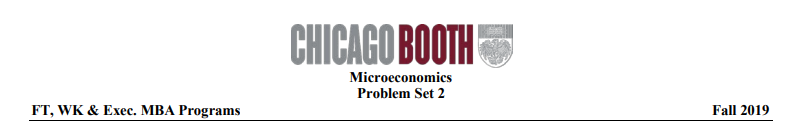 CHICAGO BOOTH
Microeconomics
Problem Set 2
FT, WK & Exec. MBA Programs Fall 2019